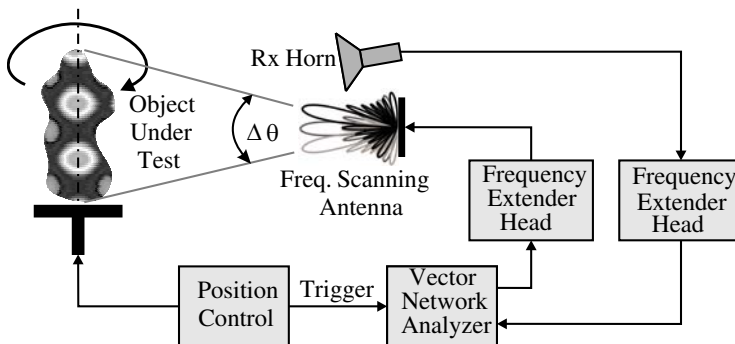 Rx Horn
Object
Under
Test
Δ θ
Freq. Scanning
Antenna
Frequency
Extender
Head
Frequency
Extender
Head
Position
Control
Trigger
Vector
Network
Analyzer